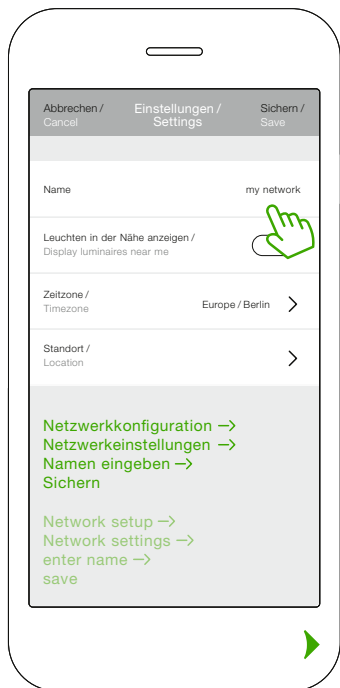 Abbrechen / Einstellungen / Sichern /
Cancel Settings Save
Name my network
Leuchten in der Nähe anzeigen /
Display luminaires near me
Zeitzone /
Timezone Europe / Berlin
Standort /
Location
Netzwerkkonfiguration →
Netzwerkeinstellungen →
Namen eingeben →
Sichern
Network setup →
Network settings →
enter name →
save